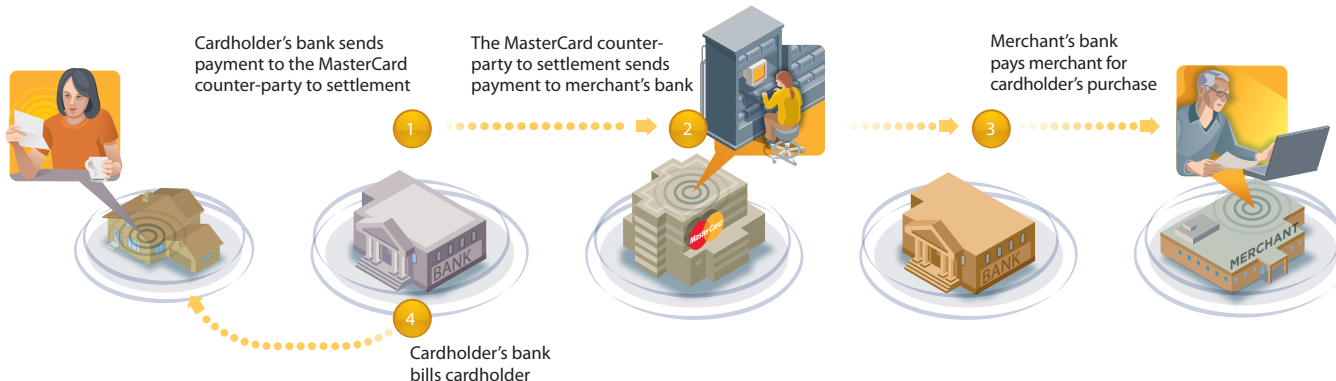 Cardholder’s bank sends
payment to the MasterCard
counter-party to settlement
The MasterCard counter-
party to settlement sends
payment to merchant’s bank
Merchant’s bank
pays merchant for
cardholder’s purchase
1
2
3
BANK
MasterCard
BANK
MERCHANT
4
Cardholder’s bank
bills cardholder